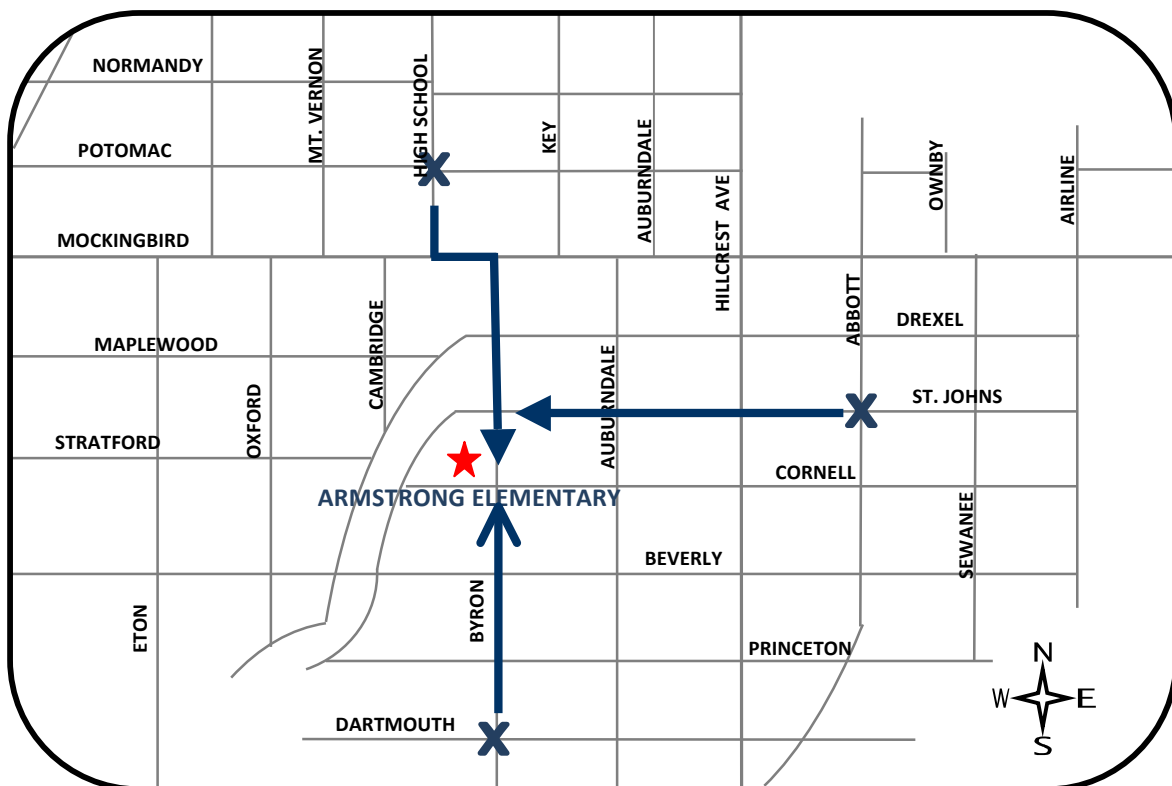 NORMANDY
MT. VERNON
HIGH SCHOOL
KEY
AUBURNDALE
POTOMAC
X
OWNBY
AIRLINE
MOCKINGBIRD
HILLCREST AVE
ABBOTT
DREXEL
MAPLEWOOD
CAMBRIDGE
OXFORD
AUBURNDALE
ST. JOHNS
X
STRATFORD
CORNELL
ARMSTRONG ELEMENTARY
SEWANEE
BEVERLY
ETON
BYRON
PRINCETON
N
W E
S
DARTMOUTH
X